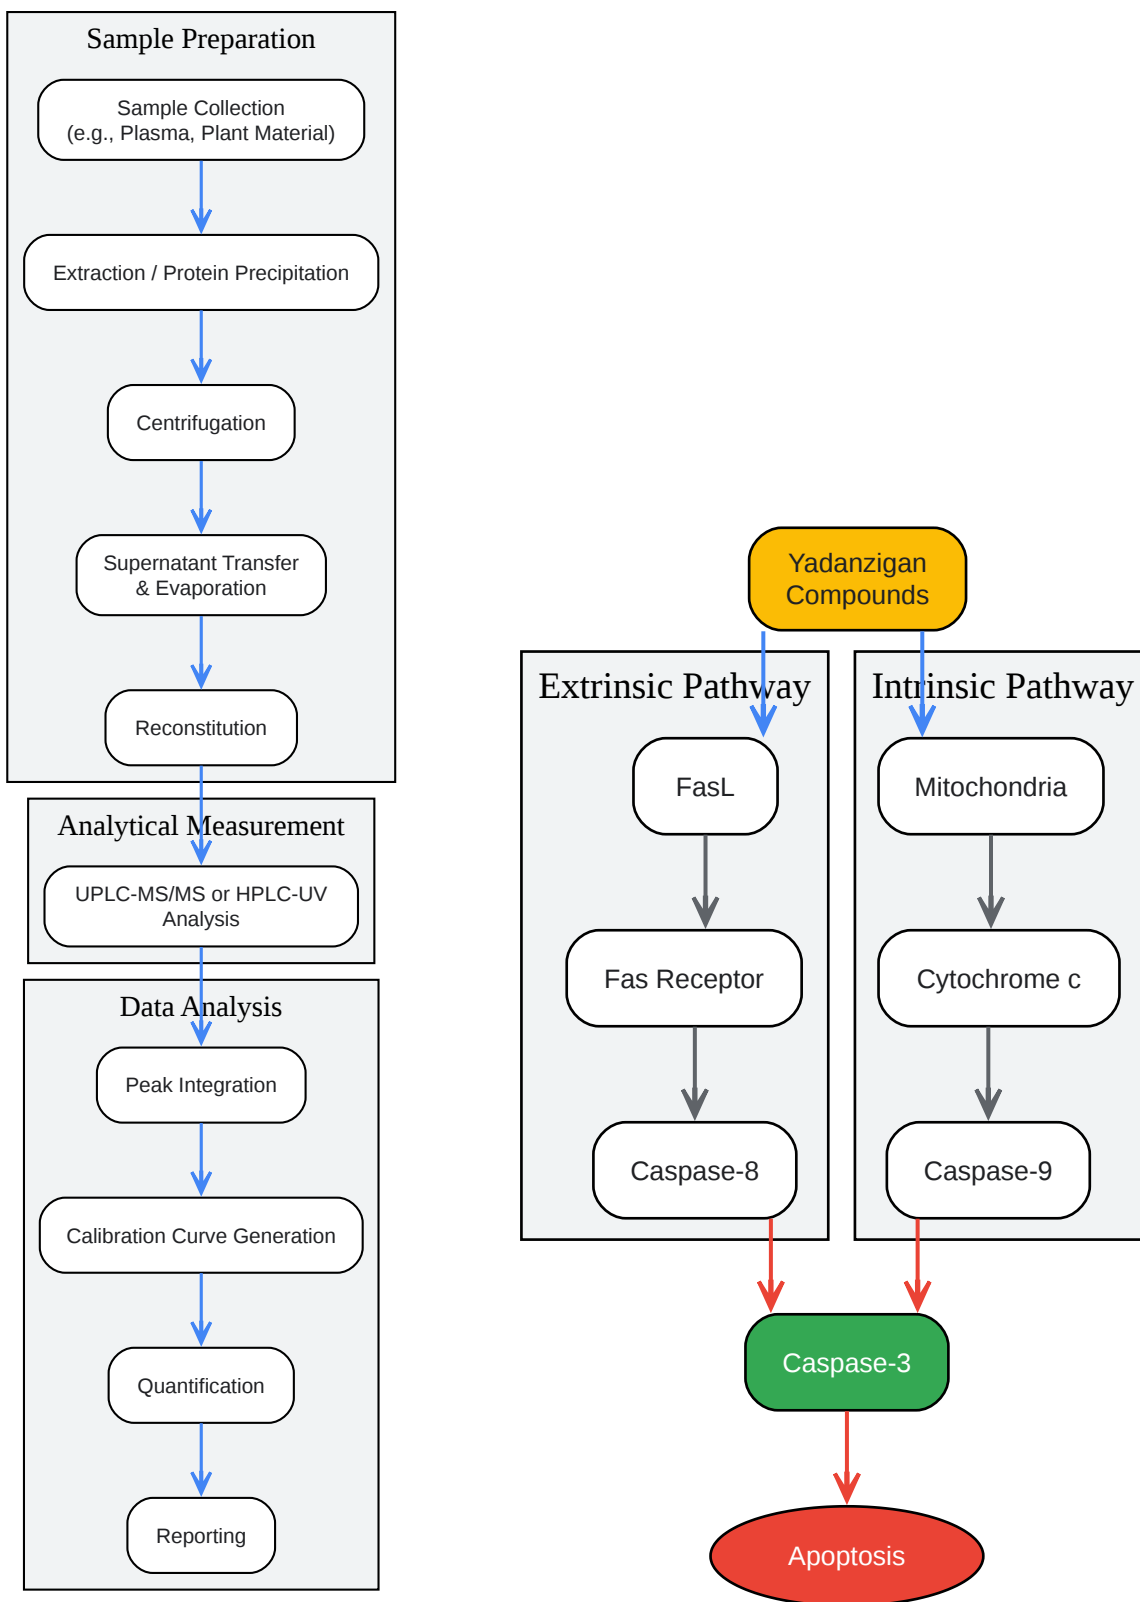 Sample Preparation
Sample Collection
(e.g., Plasma, Plant Material)
Extraction / Protein Precipitation
Centrifugation
Supernatant Transfer
& Evaporation
Reconstitution
Analytical Measurement
UPLC-MS/MS or HPLC-UV
Analysis
Data Analysis
Peak Integration
Calibration Curve Generation
Quantification
Reporting
Yadanzigan
Compounds
Extrinsic Pathway
FasL
Fas Receptor
Caspase-8
Intrinsic Pathway
Mitochondria
Cytochrome c
Caspase-9
Caspase-3
Apoptosis